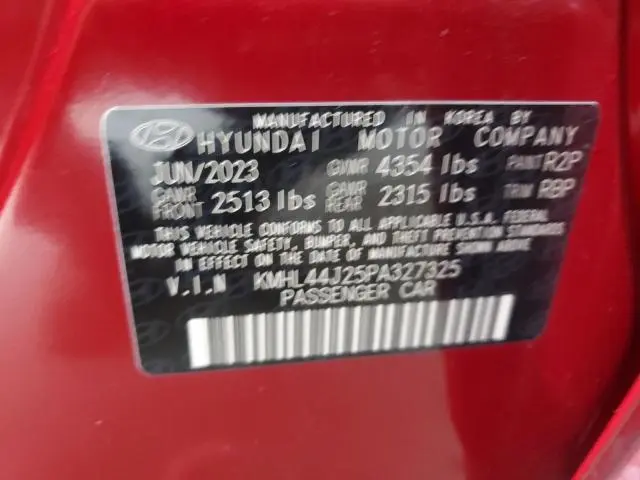 MANUFACTURED IN KOREA BY
HYUNDAI MOTOR COMPANY
JUN/2023 GVWR 4354 lbs PAINT R2P
GAWR FRONT 2513 lbs GAWR REAR 2315 lbs TRIM RBP
THIS VEHICLE CONFORMS TO ALL APPLICABLE U.S.A. FEDERAL
MOTOR VEHICLE SAFETY, BUMPER, AND THEFT PREVENTION STANDARDS
IN EFFECT ON THE DATE OF MANUFACTURE SHOWN ABOVE.
V.I.N KMHL44J25PA327325
PASSENGER CAR